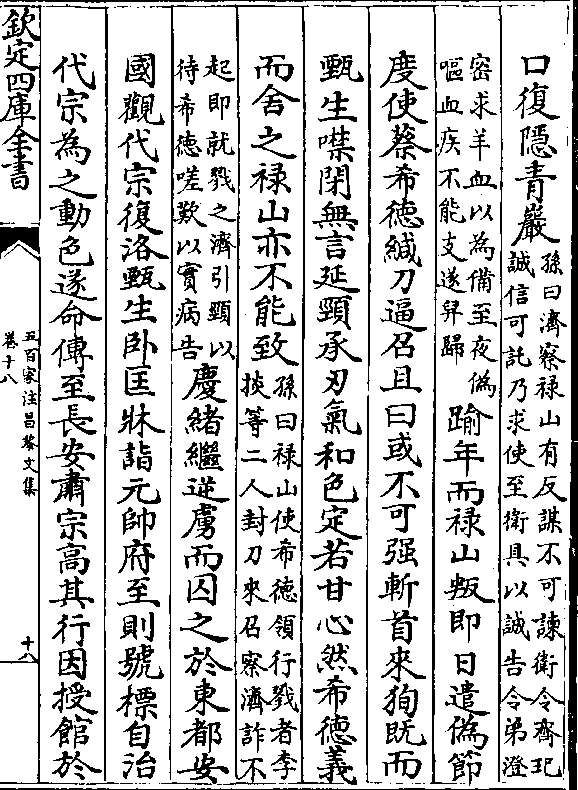 口復隱青巖
孫曰濟察禄山有反謀不可諫衛令齊玘
誠信可託乃求使至衛具以誠告令弟澄
密求羊血以為備至夜偽
嘔血疾不能支遂舁歸
踰年而禄山叛即日遣偽節
度使蔡希德緘刀逼召且曰或不可强斬首來狥既而
甄生噤閉無言延頸承刃氣和色定若甘心然希德義
而舍之禄山亦不能致
孫曰禄山使希德領行戮者李
掞等二人封刀來召察濟詐不
起即就戮之濟引頸以
待希德嗟歎以實病告
慶緒繼逆虜而囚之於東都安
國觀代宗復洛甄生卧匡牀詣元帥府至則號標自治
代宗為之動色遂命傳至長安肅宗高其行因授館於
欽定四庫全書
五百家注昌黎文集
卷十八
十八